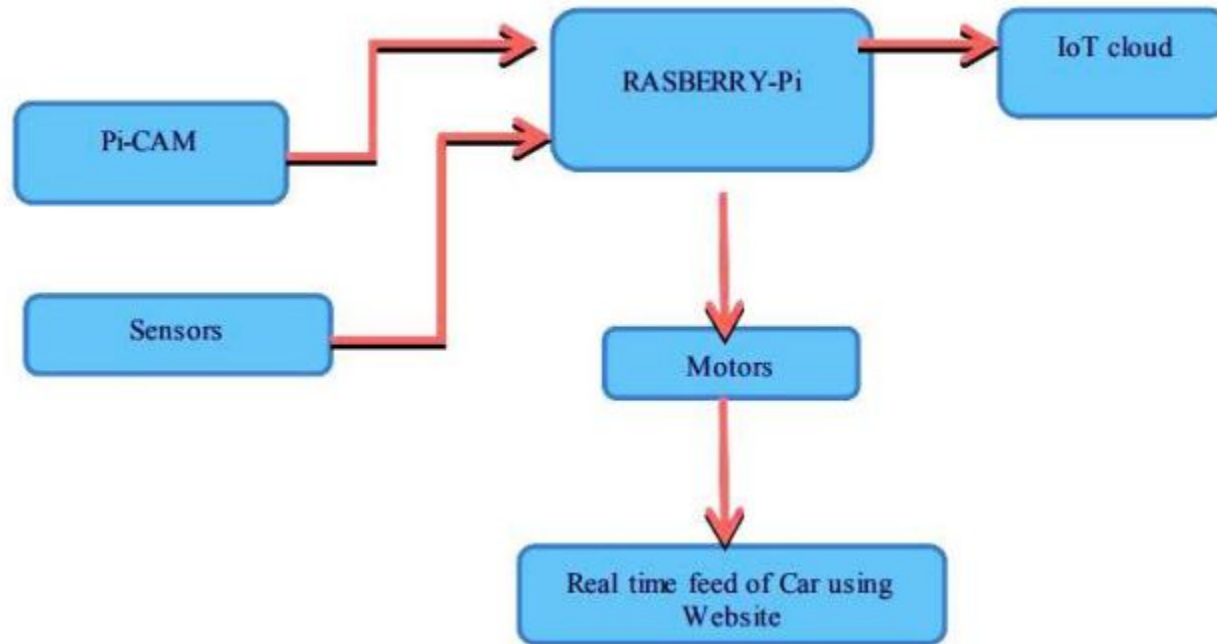 RASBERRY-Pi
IoT cloud
Pi-CAM
Sensors
Motors
Real time feed of Car using
Website